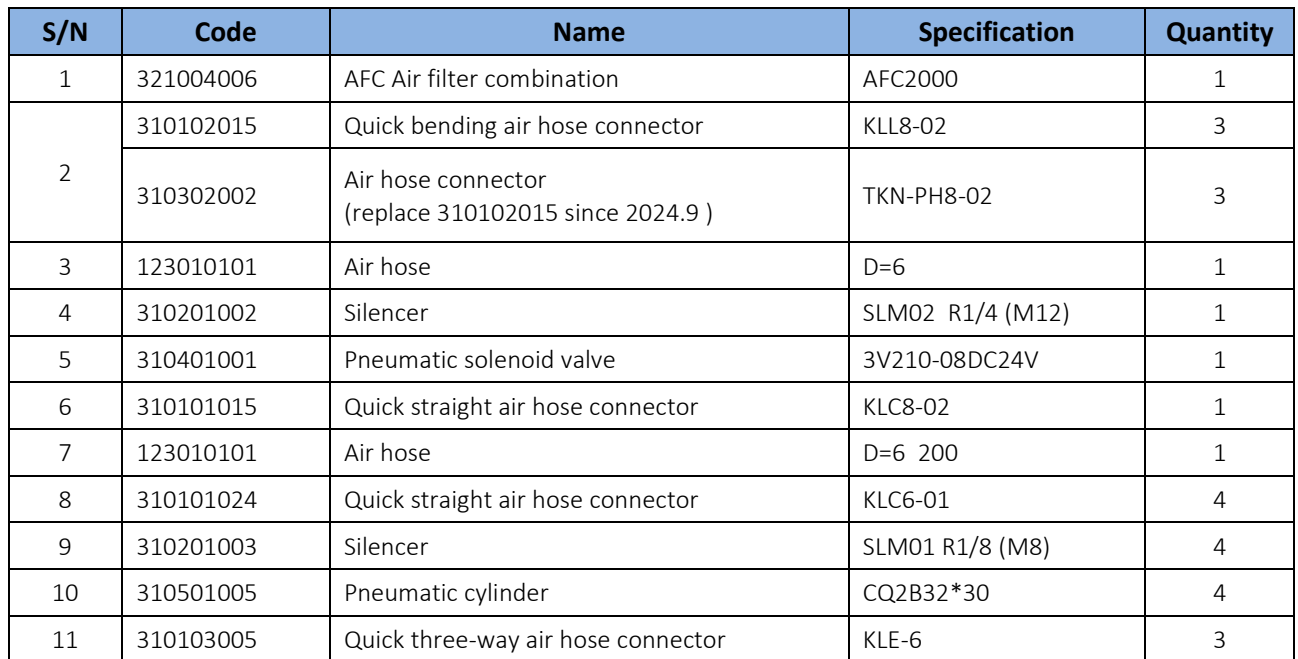 S/N Code Name Specification Quantity
1 321004006 AFC Air filter combination AFC2000 1
310102015 Quick bending air hose connector KLL8-02 3
2 310302002 Air hose connector TKN-PH8-02 3
(replace 310102015 since 2024.9 )
3 123010101 Air hose D=6 1
4 310201002 Silencer SLM02 R1/4 (M12) 1
5 310401001 Pneumatic solenoid valve 3V210-08DC24V 1
6 310101015 Quick straight air hose connector KLC8-02 1
7 123010101 Air hose D=6 200 1
8 310101024 Quick straight air hose connector KLC6-01 4
9 310201003 Silencer SLM01 R1/8 (M8) 4
10 310501005 Pneumatic cylinder CQ2B32*30 4
11 310103005 Quick three-way air hose connector KLE-6 3